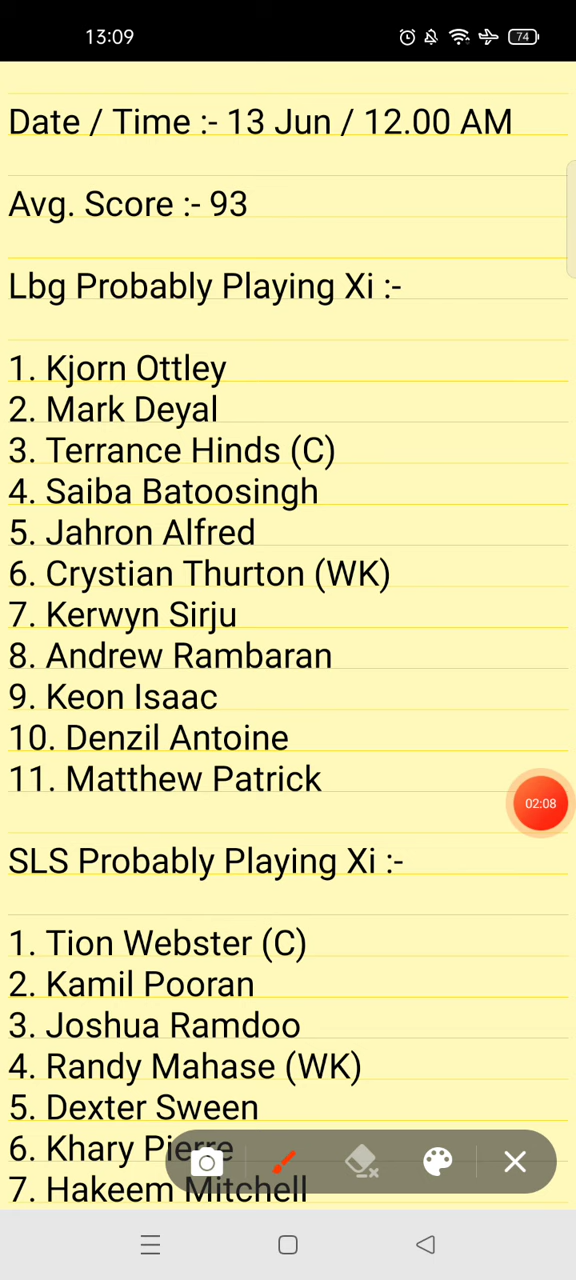 13:09
74
Date / Time :- 13 Jun / 12.00 AM
Avg. Score :- 93
Lbg Probably Playing Xi :-
1. Kjorn Ottley
2. Mark Deyal
3. Terrance Hinds (C)
4. Saiba Batoosingh
5. Jahron Alfred
6. Crystian Thurton (WK)
7. Kerwyn Sirju
8. Andrew Rambaran
9. Keon Isaac
10. Denzil Antoine
11. Matthew Patrick
02:08
SLS Probably Playing Xi :-
1. Tion Webster (C)
2. Kamil Pooran
3. Joshua Ramdoo
4. Randy Mahase (WK)
5. Dexter Sween
6. Khary Pierre
7. Hakeem Mitchell